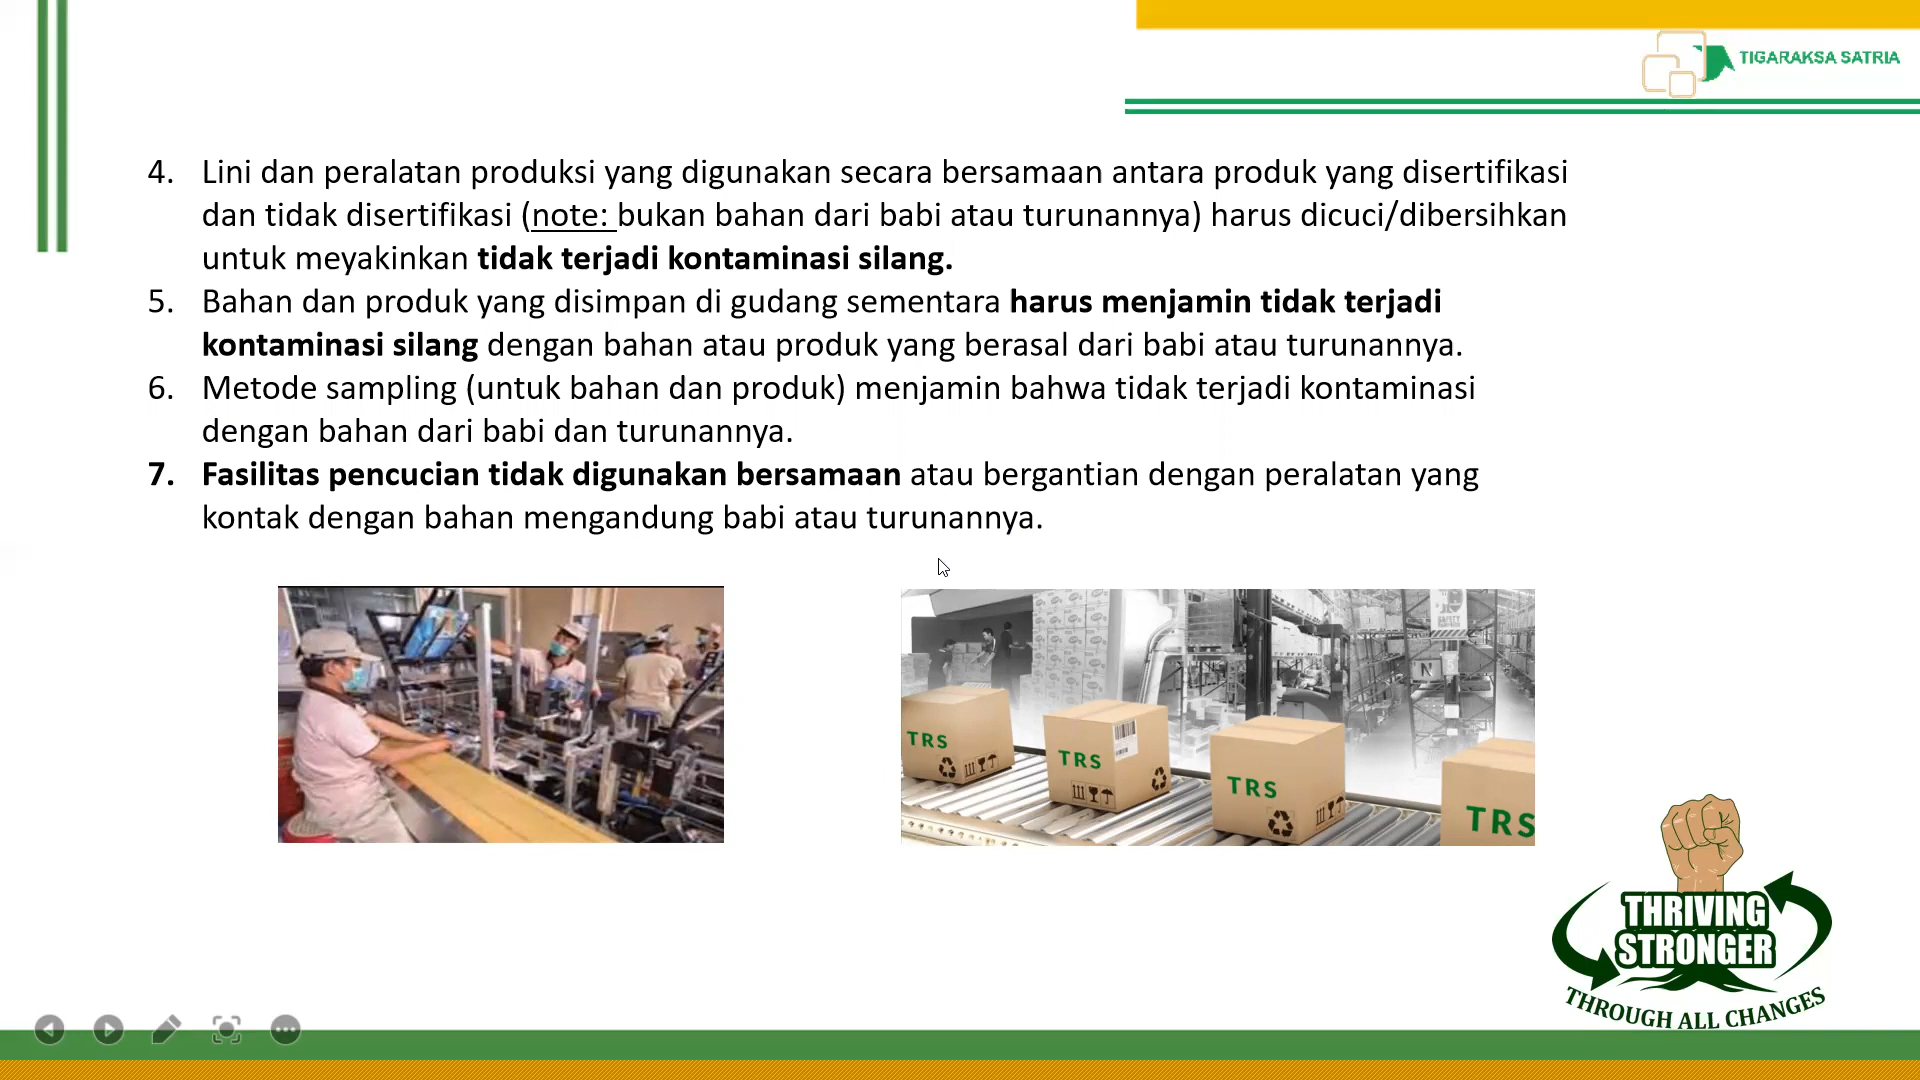 TIGARAKSA SATRIA
4. Lini dan peralatan produksi yang digunakan secara bersamaan antara produk yang disertifikasi
dan tidak disertifikasi (note: bukan bahan dari babi atau turunannya) harus dicuci/dibersihkan
untuk meyakinkan tidak terjadi kontaminasi silang.
5. Bahan dan produk yang disimpan di gudang sementara harus menjamin tidak terjadi
kontaminasi silang dengan bahan atau produk yang berasal dari babi atau turunannya.
6. Metode sampling (untuk bahan dan produk) menjamin bahwa tidak terjadi kontaminasi
dengan bahan dari babi dan turunannya.
7. Fasilitas pencucian tidak digunakan bersamaan atau bergantian dengan peralatan yang
kontak dengan bahan mengandung babi atau turunannya.
TRS
TRS
TRS
TRS
THRIVING
STRONGER
THROUGH ALL CHANGES